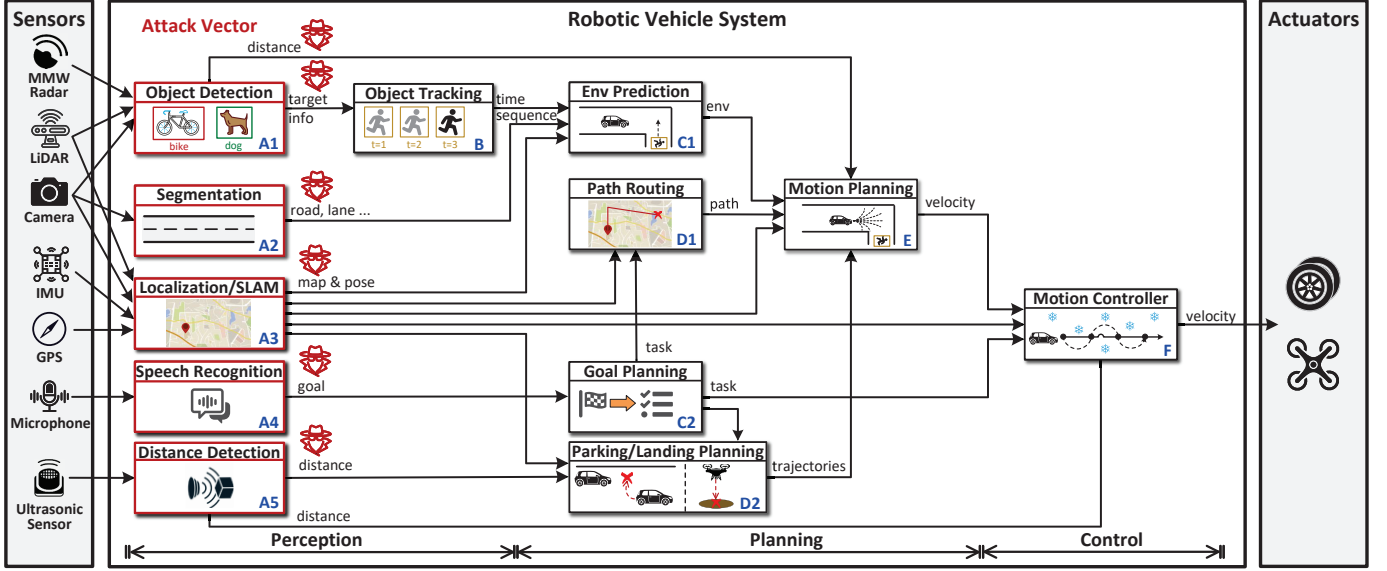 Sensors
Robotic Vehicle System
Actuators
Attack Vector
MMW
Radar
LiDAR
Camera
IMU
GPS
Microphone
Ultrasonic
Sensor
distance
Object Detection
bike
dog
A1
target
info
Object Tracking
t=1
t=2
t=3
B
time
sequence
Env Prediction
C1
env
Segmentation
A2
road, lane ...
Path Routing
D1
path
Motion Planning
E
velocity
Localization/SLAM
A3
map & pose
Motion Controller
F
velocity
task
Speech Recognition
A4
goal
Goal Planning
C2
task
Distance Detection
A5
distance
Parking/Landing Planning
D2
trajectories
distance
Perception
Planning
Control